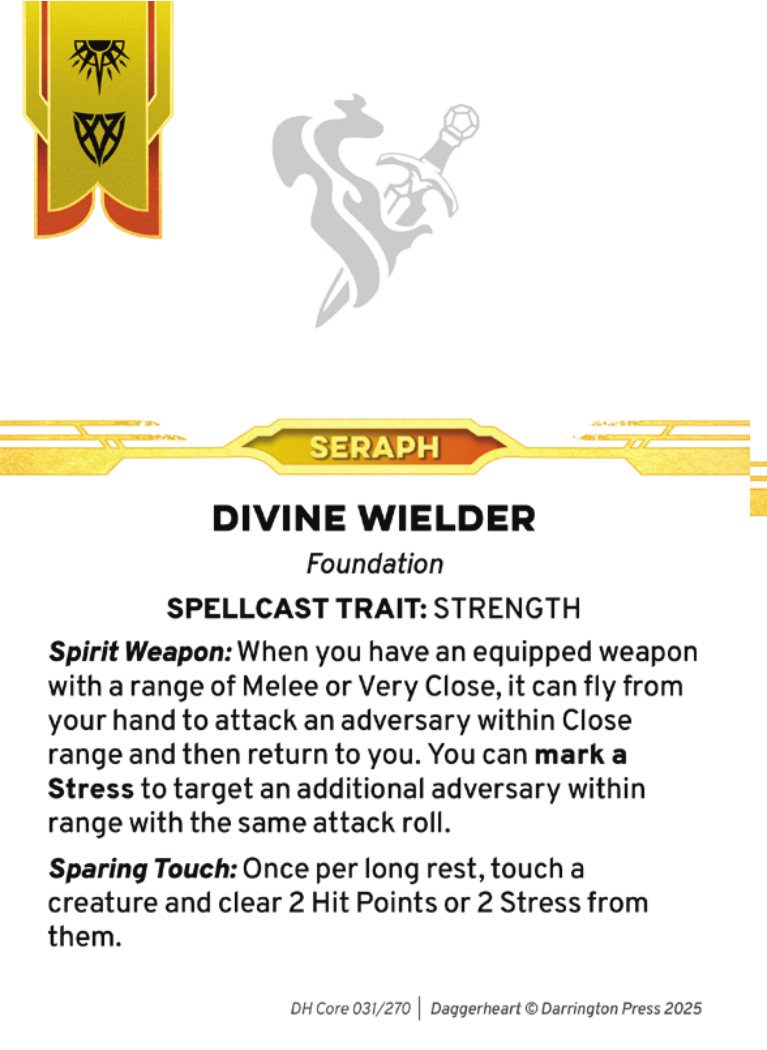 SERAPH
DIVINE WIELDER
Foundation
SPELLCAST TRAIT: STRENGTH
Spirit Weapon: When you have an equipped weapon
with a range of Melee or Very Close, it can fly from
your hand to attack an adversary within Close
range and then return to you. You can mark a
Stress to target an additional adversary within
range with the same attack roll.
Sparing Touch: Once per long rest, touch a
creature and clear 2 Hit Points or 2 Stress from
them.
DH Core 031/270 | Daggerheart © Darrington Press 2025